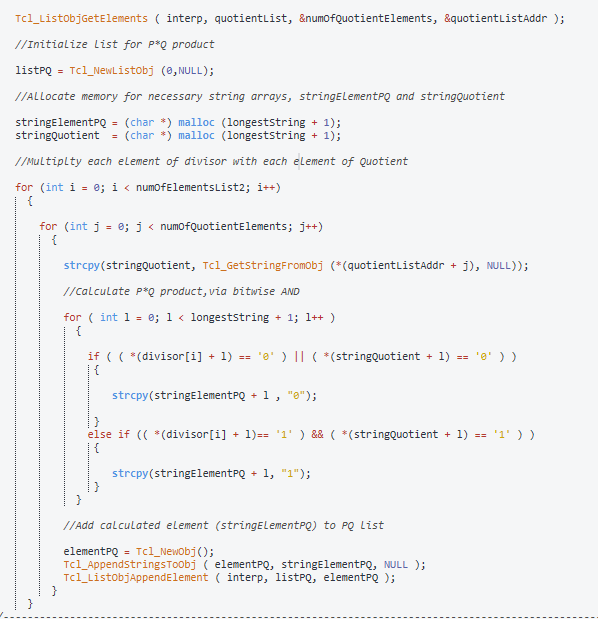 Tcl_ListObjGetElements ( interp, quotientList, &numOfQuotientElements, &quotientListAddr );
//Initialize list for P*Q product
listPQ = Tcl_NewListObj (0,NULL);
//Allocate memory for necessary string arrays, stringElementPQ and stringQuotient
stringElementPQ = (char *) malloc (longestString + 1);
stringQuotient  = (char *) malloc (longestString + 1);
//Multiplty each element of divisor with each element of Quotient
for (int i = 0; i < numOfElementsList2; i++)
{
for (int j = 0; j < numOfQuotientElements; j++)
{
strcpy(stringQuotient, Tcl_GetStringFromObj (*(quotientListAddr + j), NULL));
//Calculate P*Q product,via bitwise AND
for ( int l = 0; l < longestString + 1; l++ )
{
if ( ( *(divisor[i] + l) == '0' ) || ( *(stringQuotient + l) == '0' ) )
{
strcpy(stringElementPQ + l , "0");
}
else if (( *(divisor[i] + l)== '1' ) && ( *(stringQuotient + l) == '1' ) )
{
strcpy(stringElementPQ + l, "1");
}
}
//Add calculated element (stringElementPQ) to PQ list
elementPQ = Tcl_NewObj();
Tcl_AppendStringsToObj ( elementPQ, stringElementPQ, NULL );
Tcl_ListObjAppendElement ( interp, listPQ, elementPQ );
}
}